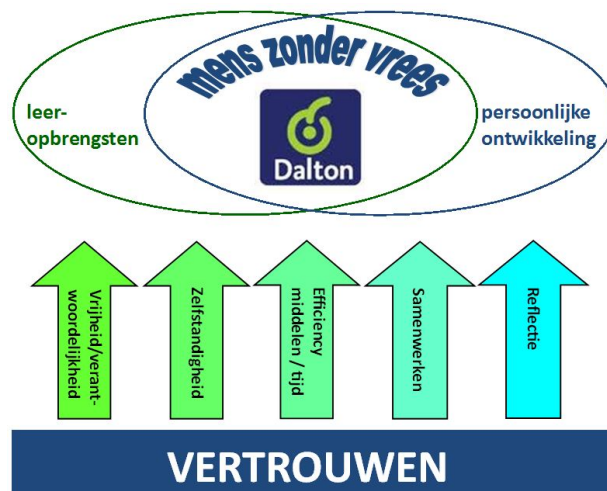 mens zonder vrees
leer-
opbrengsten
Dalton
persoonlijke
ontwikkeling
Vrijheid/verant-
woordelijkheid
Zelfstandigheid
Efficiency
middelen / tijd
Samenwerken
Reflectie
VERTROUWEN